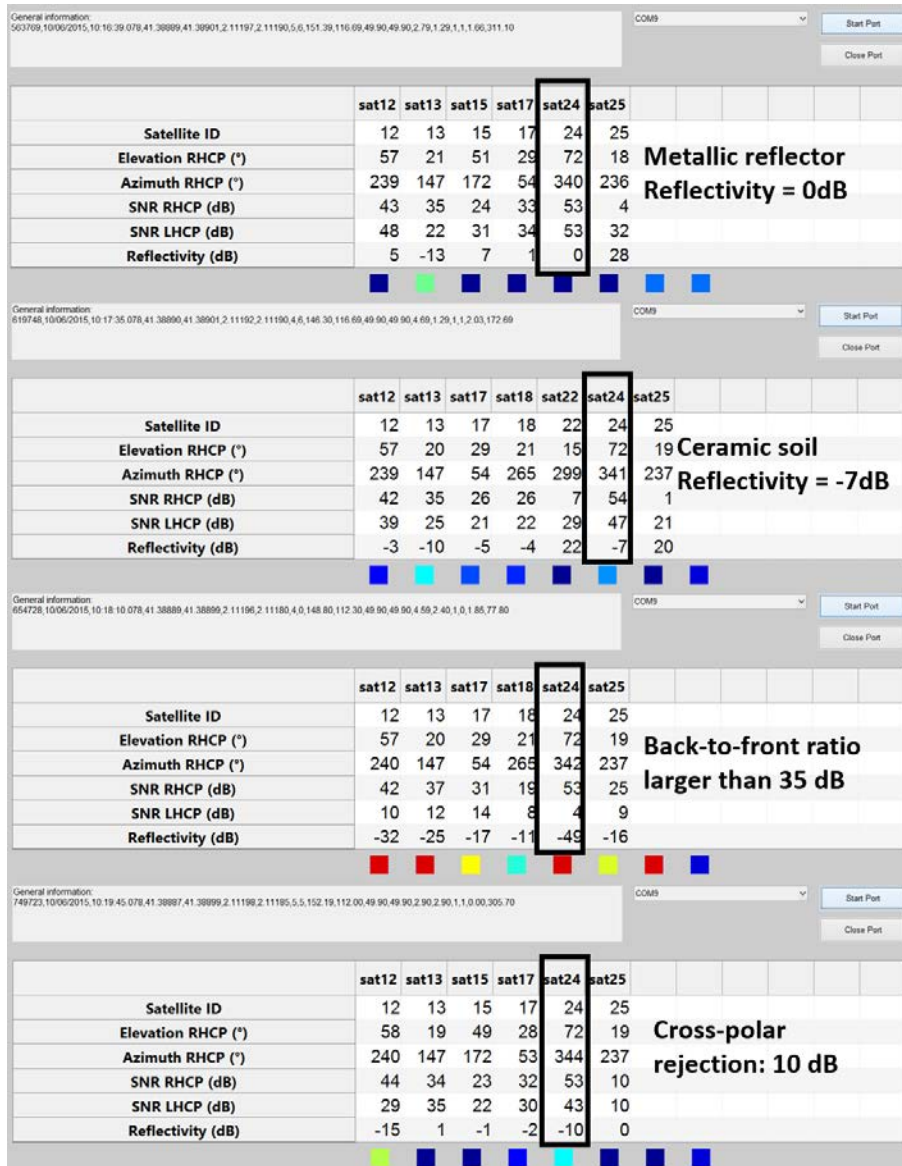 General information:
563769,10/06/2015,10:16:39.078,41.38889,41.38901,2.11197,2.11190,5,6,151.39,116.69,49.90,49.90,2.79,1.29,1,1,1.66,311.10
COM9
Start Port
Close Port
sat12 sat13 sat15 sat17 sat24 sat25
Satellite ID 12 13 15 17 24 25
Elevation RHCP (°) 57 21 51 29 72 18
Azimuth RHCP (°) 239 147 172 54 340 236
SNR RHCP (dB) 43 35 24 33 53 4
SNR LHCP (dB) 48 22 31 34 53 32
Reflectivity (dB) 5 -13 7 1 0 28
Metallic reflector
Reflectivity = 0dB
General information:
619748,10/06/2015,10:17:35.078,41.38890,41.38901,2.11192,2.11190,4,6,146.30,116.69,49.90,49.90,4.69,1.29,1,1,2.03,172.69
COM9
Start Port
Close Port
sat12 sat13 sat17 sat18 sat22 sat24 sat25
Satellite ID 12 13 17 18 22 24 25
Elevation RHCP (°) 57 20 29 21 15 72 19
Azimuth RHCP (°) 239 147 54 265 299 341 237
SNR RHCP (dB) 42 35 26 26 7 54 1
SNR LHCP (dB) 39 25 21 22 29 47 21
Reflectivity (dB) -3 -10 -5 -4 22 -7 20
Ceramic soil
Reflectivity = -7dB
General information:
654728,10/06/2015,10:18:10.078,41.38889,41.38899,2.11196,2.11180,4,0,148.80,112.30,49.90,49.90,4.59,2.40,1,0,1.85,77.80
COM9
Start Port
Close Port
sat12 sat13 sat17 sat18 sat24 sat25
Satellite ID 12 13 17 18 24 25
Elevation RHCP (°) 57 20 29 21 72 19
Azimuth RHCP (°) 240 147 54 265 342 237
SNR RHCP (dB) 42 37 31 19 53 25
SNR LHCP (dB) 10 12 14 8 4 9
Reflectivity (dB) -32 -25 -17 -11 -49 -16
Back-to-front ratio
larger than 35 dB
General information:
749723,10/06/2015,10:19:45.078,41.38887,41.38899,2.11198,2.11185,5,5,152.19,112.00,49.90,49.90,2.90,2.90,1,1,0.00,305.70
COM9
Start Port
Close Port
sat12 sat13 sat15 sat17 sat24 sat25
Satellite ID 12 13 15 17 24 25
Elevation RHCP (°) 58 19 49 28 72 19
Azimuth RHCP (°) 240 147 172 53 344 237
SNR RHCP (dB) 44 34 23 32 53 10
SNR LHCP (dB) 29 35 22 30 43 10
Reflectivity (dB) -15 1 -1 -2 -10 0
Cross-polar
rejection: 10 dB